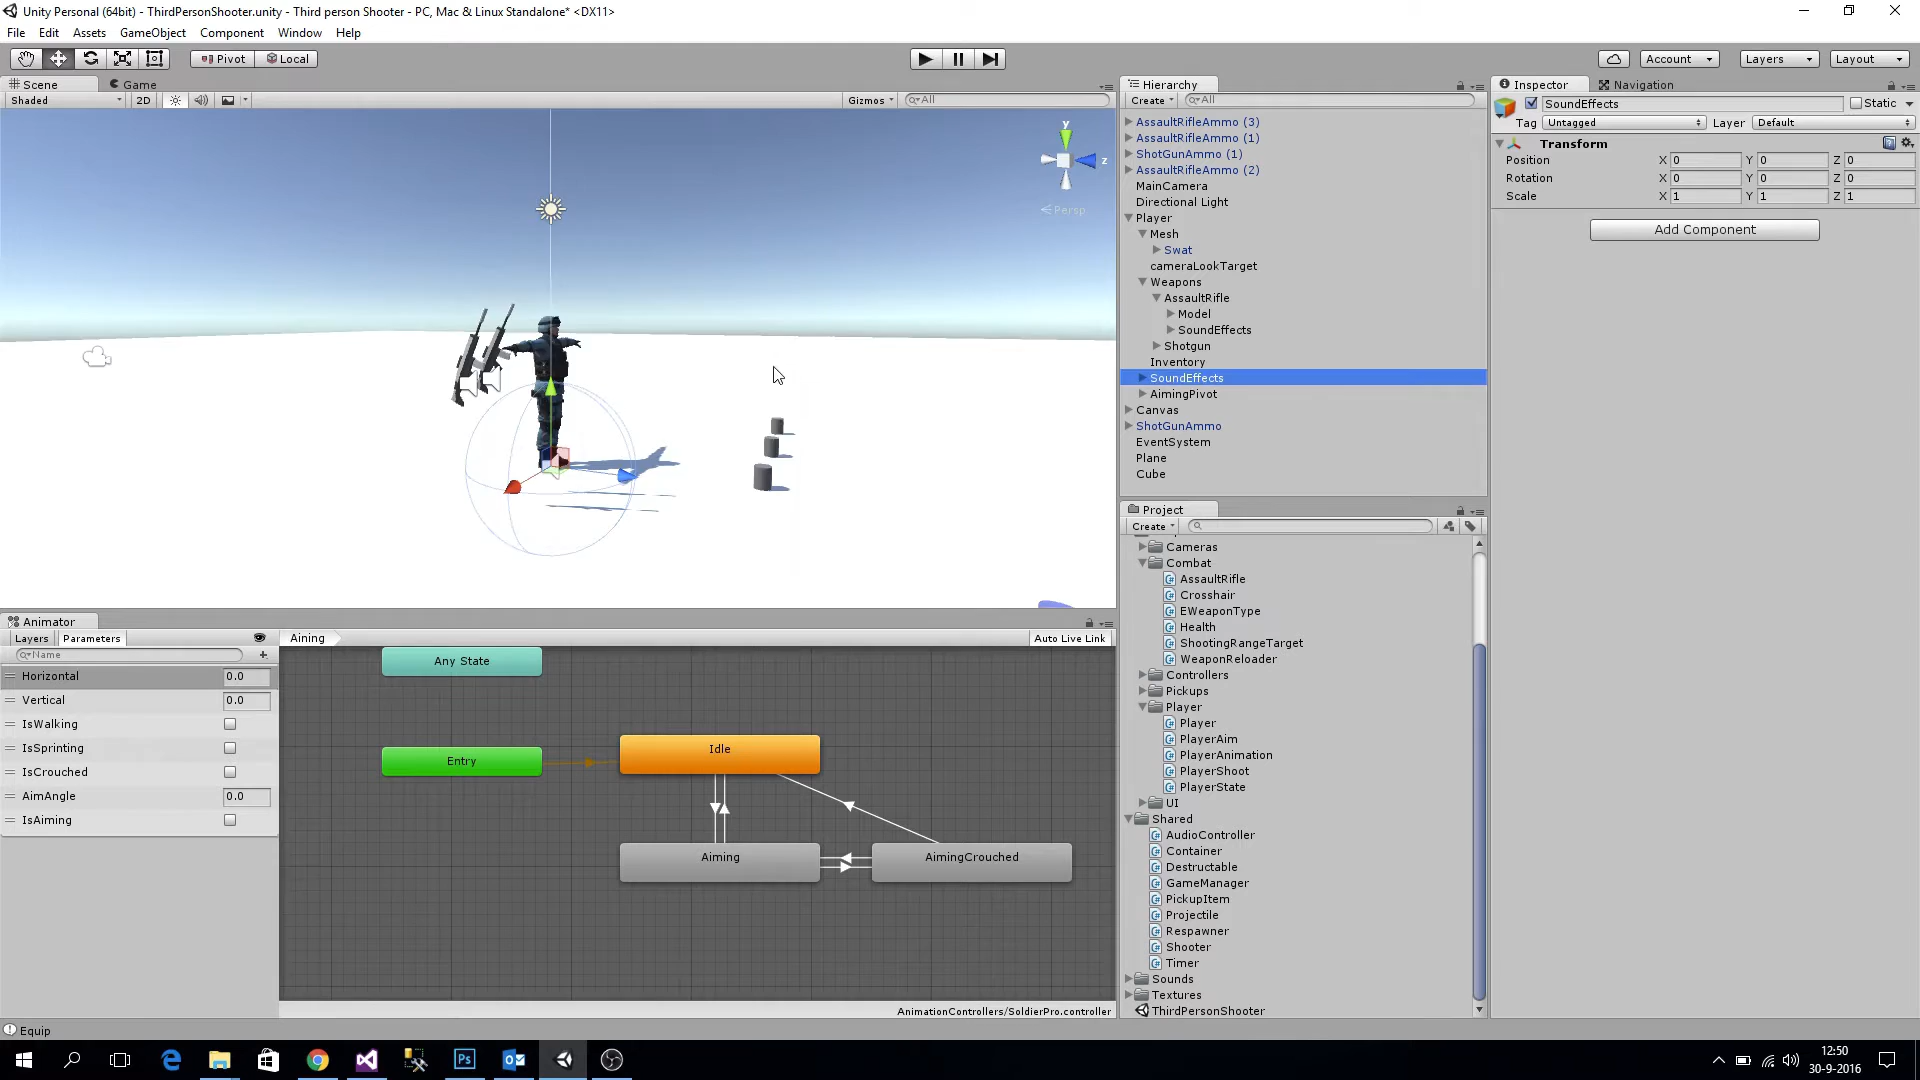 Unity Personal (64bit) - ThirdPersonShooter.unity - Third person Shooter - PC, Mac & Linux Standalone* <DX11>
File Edit Assets GameObject Component Window Help
Pivot Local Account Layers Layout
Scene Game
Shaded 2D Gizmos All
y
z
Persp
Hierarchy
Create All
AssaultRifleAmmo (3)
AssaultRifleAmmo (1)
ShotGunAmmo (1)
AssaultRifleAmmo (2)
MainCamera
Directional Light
Player
Mesh
Swat
cameraLookTarget
Weapons
AssaultRifle
Model
SoundEffects
Shotgun
Inventory
SoundEffects
AimingPivot
Canvas
ShotGunAmmo
EventSystem
Plane
Cube
Inspector Navigation
SoundEffects Static
Tag Untagged Layer Default
Transform
Position X 0 Y 0 Z 0
Rotation X 0 Y 0 Z 0
Scale X 1 Y 1 Z 1
Add Component
Project
Create
Cameras
Combat
AssaultRifle
Crosshair
EWeaponType
Health
ShootingRangeTarget
WeaponReloader
Controllers
Pickups
Player
Player
PlayerAim
PlayerAnimation
PlayerShoot
PlayerState
UI
Shared
AudioController
Container
Destructable
GameManager
PickupItem
Projectile
Respawner
Shooter
Timer
Sounds
Textures
ThirdPersonShooter
Animator
Layers Parameters Aining Auto Live Link
Name
Horizontal 0.0
Vertical 0.0
IsWalking
IsSprinting
IsCrouched
AimAngle 0.0
IsAiming
Any State
Entry
Idle
Aiming
AimingCrouched
AnimationControllers/SoldierPro.controller
Equip
Ps
12:50
30-9-2016